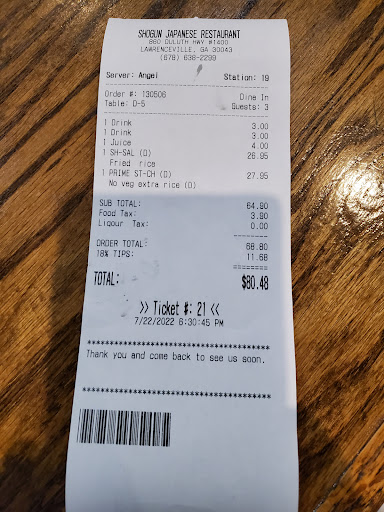 SHOGUN JAPANESE RESTAURANT
860 DULUTH HWY #1400
LAWRENCEVILLE, GA 30043
(678) 638-2299
Server: Angel Station: 19
Order #: 130506 Dine In
Table: D-5 Guests: 3
1 Drink 3.00
1 Drink 3.00
1 Juice 4.00
1 SH-SAL (D) 26.95
Fried rice
1 PRIME ST-CH (D) 27.95
No veg extra rice (D)
SUB TOTAL: 64.90
Food Tax: 3.90
Liqour Tax: 0.00
ORDER TOTAL: 68.80
18% TIPS: 11.68
=======
TOTAL: $80.48
>> Ticket #: 21 <<
7/22/2022 6:30:45 PM
****************************************
Thank you and come back to see us soon.
****************************************